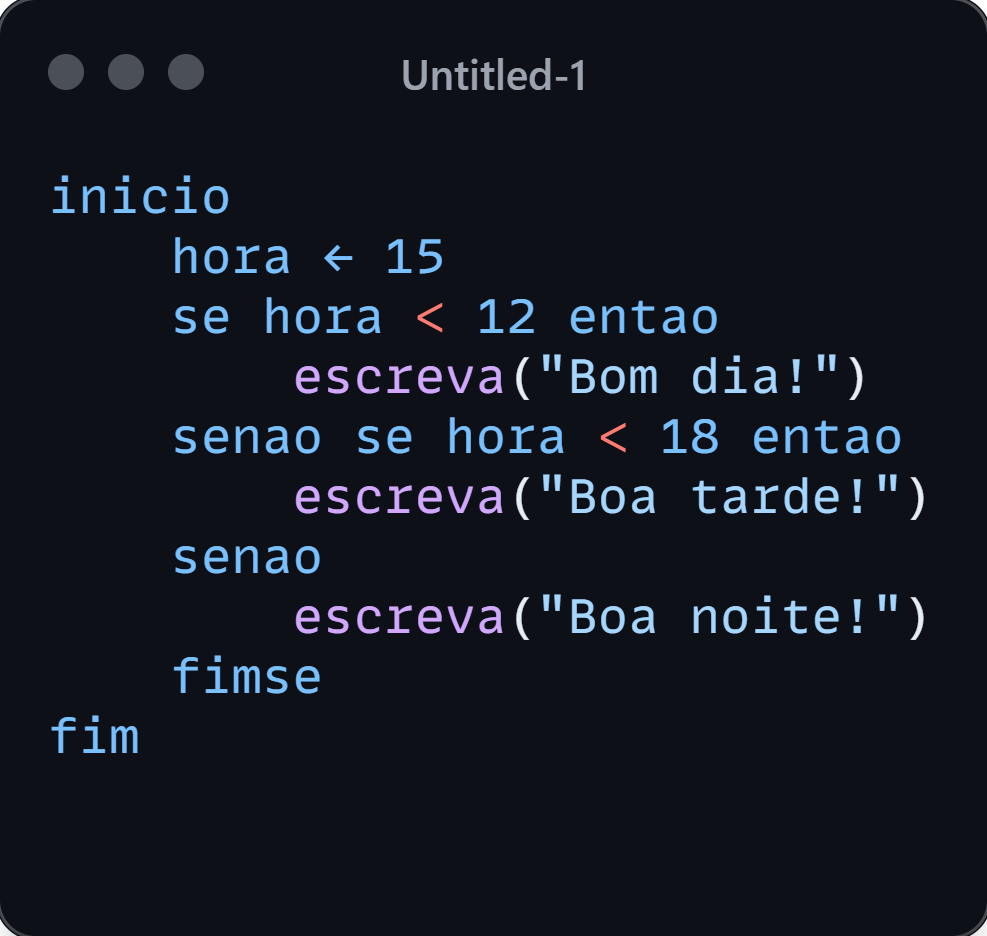 Untitled-1
inicio
    hora ← 15
    se hora < 12 entao
        escreva("Bom dia!")
    senao se hora < 18 entao
        escreva("Boa tarde!")
    senao
        escreva("Boa noite!")
    fimse
fim